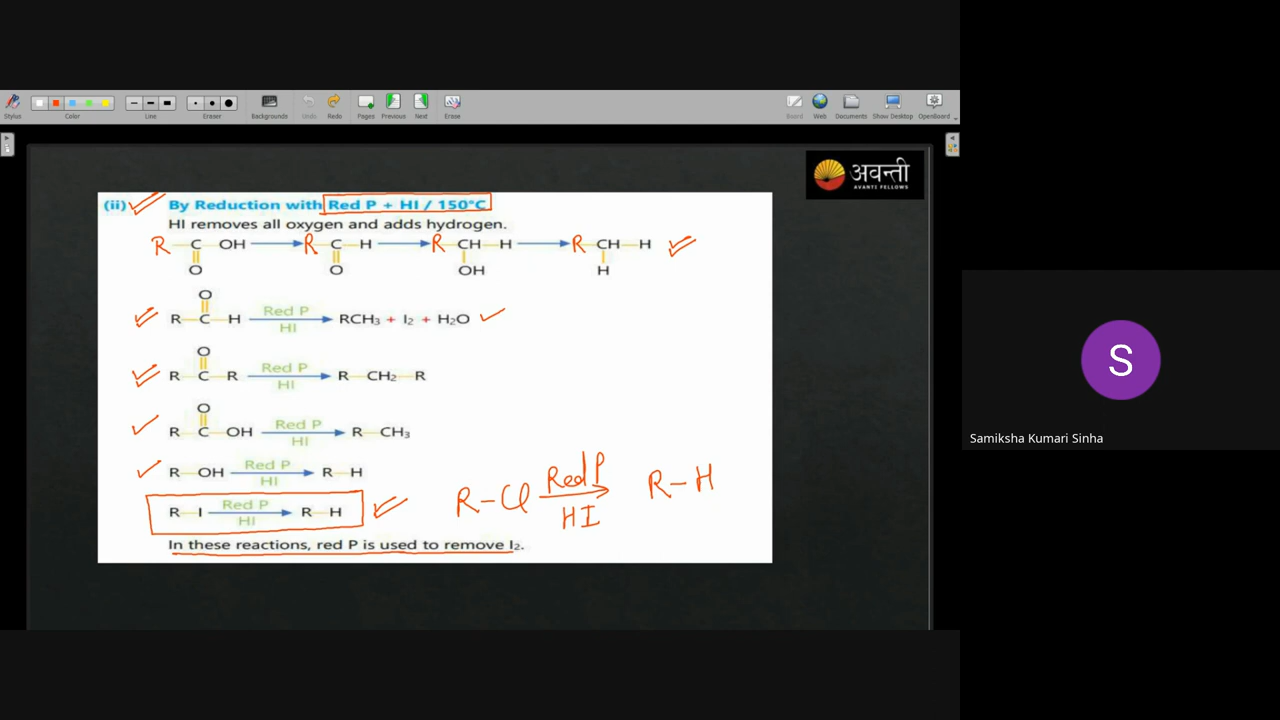 Stylus Color Line Eraser Backgrounds Undo Redo Pages Previous Next Erase Board Web Documents Show Desktop OpenBoard
अवन्ती
AVANTI FELLOWS
(ii) By Reduction with Red P + HI / 150°C
HI removes all oxygen and adds hydrogen.
R C OH → R C H → R CH H → R CH H
O O OH H
O
R C H Red P HI → RCH₃ + I₂ + H₂O
O
R C R Red P HI → R CH₂ R
O
R C OH Red P HI → R CH₃
R OH Red P HI → R H
R I Red P HI → R H
R-Cl Red P HI → R-H
In these reactions, red P is used to remove I₂.
S
Samiksha Kumari Sinha